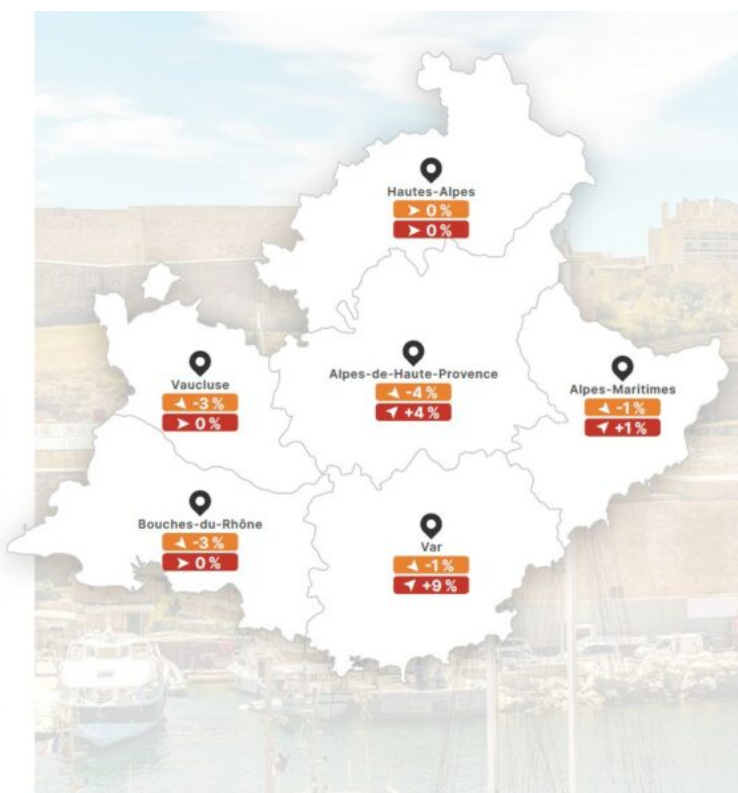 Hautes-Alpes
0 %
0 %
Alpes-de-Haute-Provence
-4 %
+4 %
Vaucluse
-3 %
0 %
Alpes-Maritimes
-1 %
+1 %
Bouches-du-Rhône
-3 %
0 %
Var
-1 %
+9 %